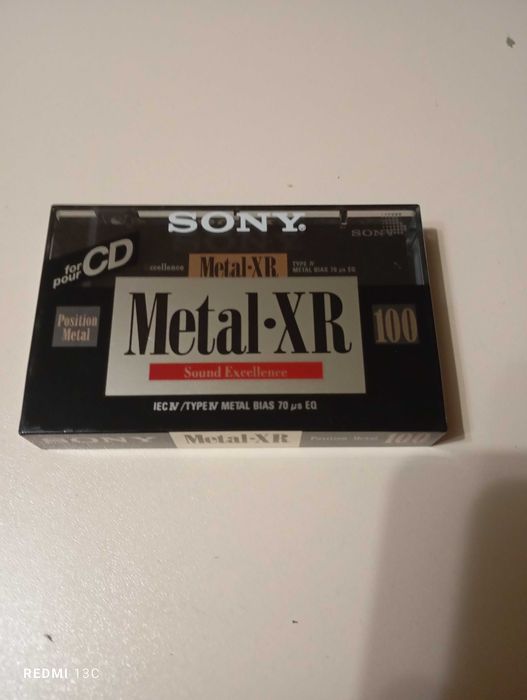 SONY®
SONY
for
pour CD
xcellence Metal·XR TYPE IV
METAL BIAS 70 µs EQ
Position
Metal
Metal·XR
100
Sound Excellence
IEC IV / TYPE IV METAL BIAS 70 µs EQ
SONY Metal·XR Position · Metal 100
REDMI 13C